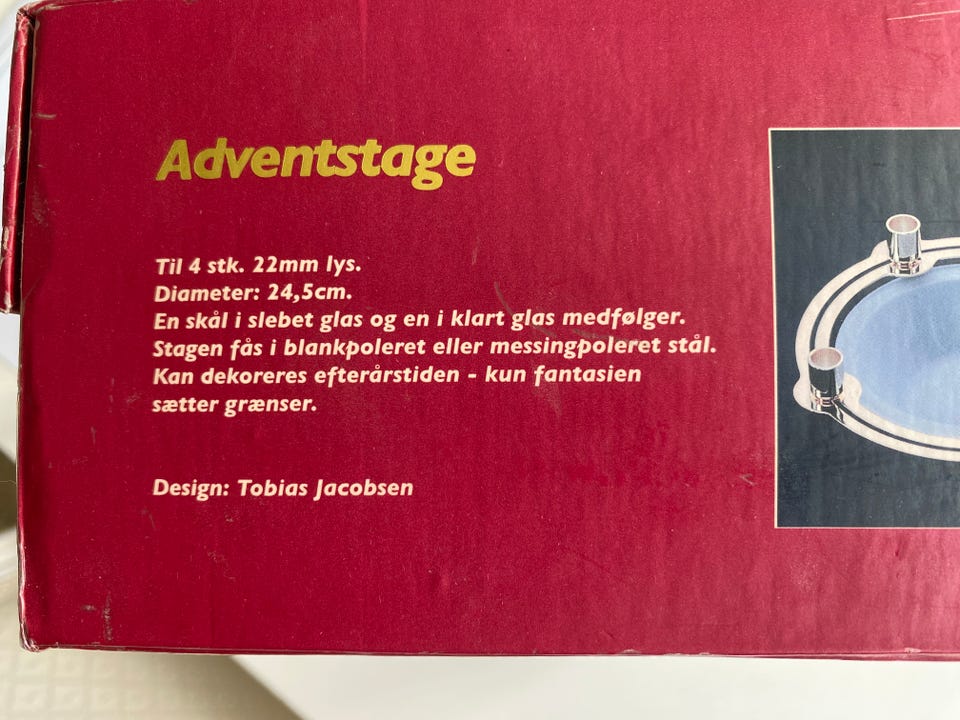 Adventstage
Til 4 stk. 22mm lys.
Diameter: 24,5cm.
En skål i slebet glas og en i klart glas medfølger.
Stagen fås i blankpoleret eller messingpoleret stål.
Kan dekoreres efterårstiden - kun fantasien
sætter grænser.
Design: Tobias Jacobsen